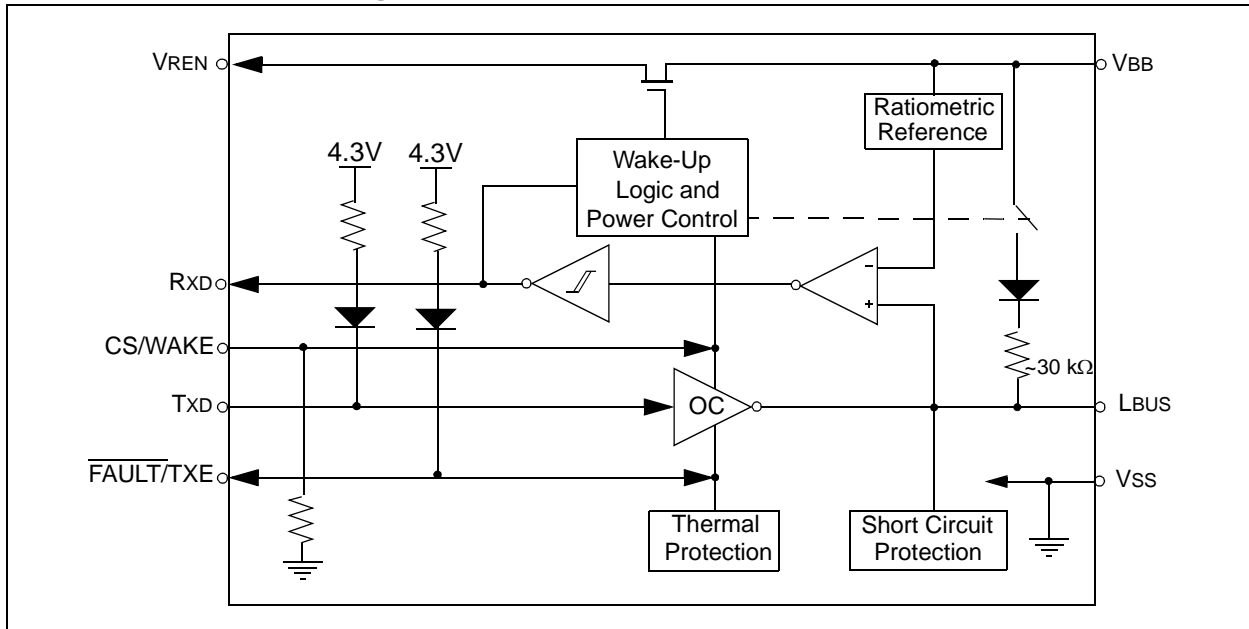 VREN
VBB
Ratiometric
Reference
4.3V
4.3V
Wake-Up
Logic and
Power Control
RXD
–
+
CS/WAKE
~30 kΩ
TXD
OC
LBUS
FAULT/TXE
VSS
Thermal
Protection
Short Circuit
Protection